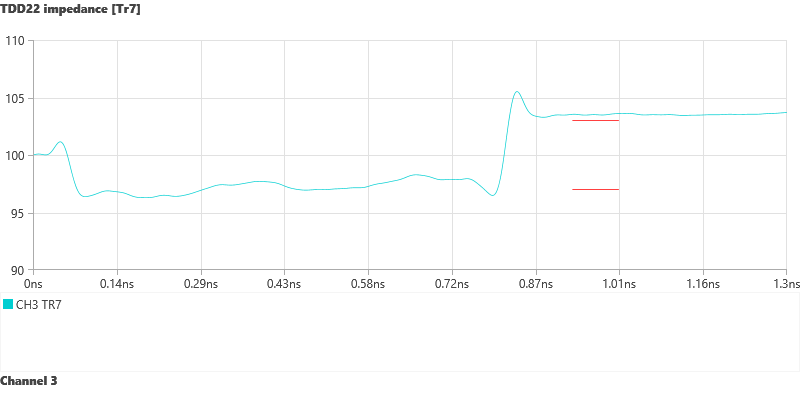 TDD22 impedance [Tr7]
110
105
100
95
90
0ns 0.14ns 0.29ns 0.43ns 0.58ns 0.72ns 0.87ns 1.01ns 1.16ns 1.3ns
CH3 TR7
Channel 3